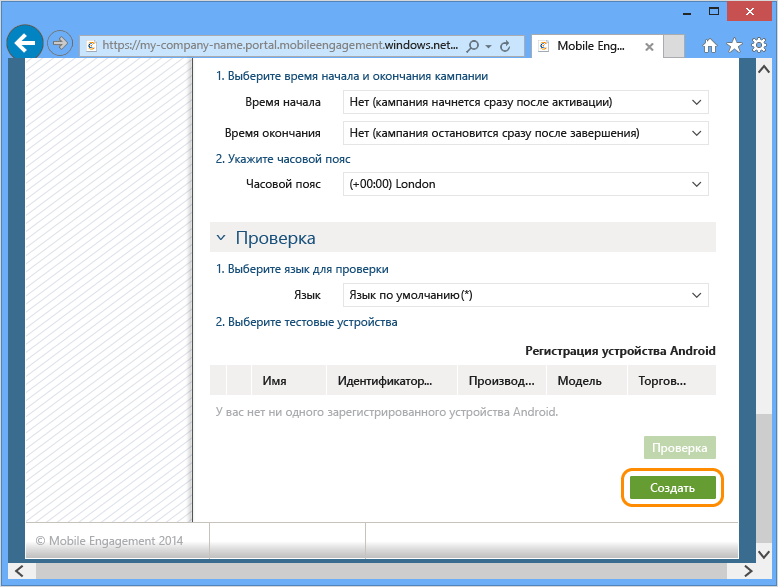 https://my-company-name.portal.mobileengagement.windows.net...
Mobile Eng...
1. Выберите время начала и окончания кампании
Время начала Нет (кампания начнется сразу после активации)
Время окончания Нет (кампания остановится сразу после завершения)
2. Укажите часовой пояс
Часовой пояс (+00:00) London
Проверка
1. Выберите язык для проверки
Язык Язык по умолчанию(*)
2. Выберите тестовые устройства
Регистрация устройства Android
Имя Идентификатор... Производ... Модель Торгов...
У вас нет ни одного зарегистрированного устройства Android.
Проверка
Создать
© Mobile Engagement 2014